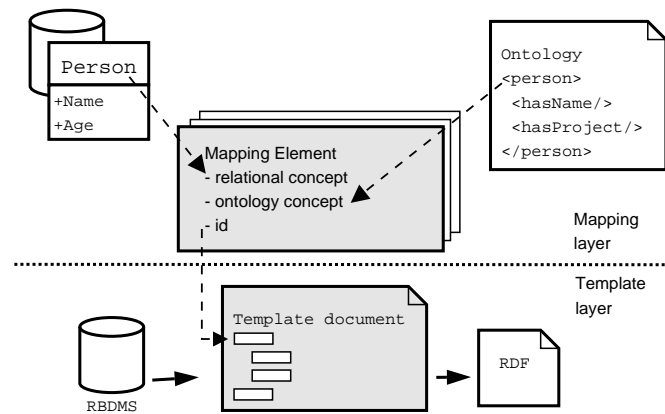 Person
+Name
+Age
Ontology
<person>
<hasName/>
<hasProject/>
</person>
Mapping Element
- relational concept
- ontology concept
- id
Mapping
layer
Template
layer
Template document
RBDMS
RDF